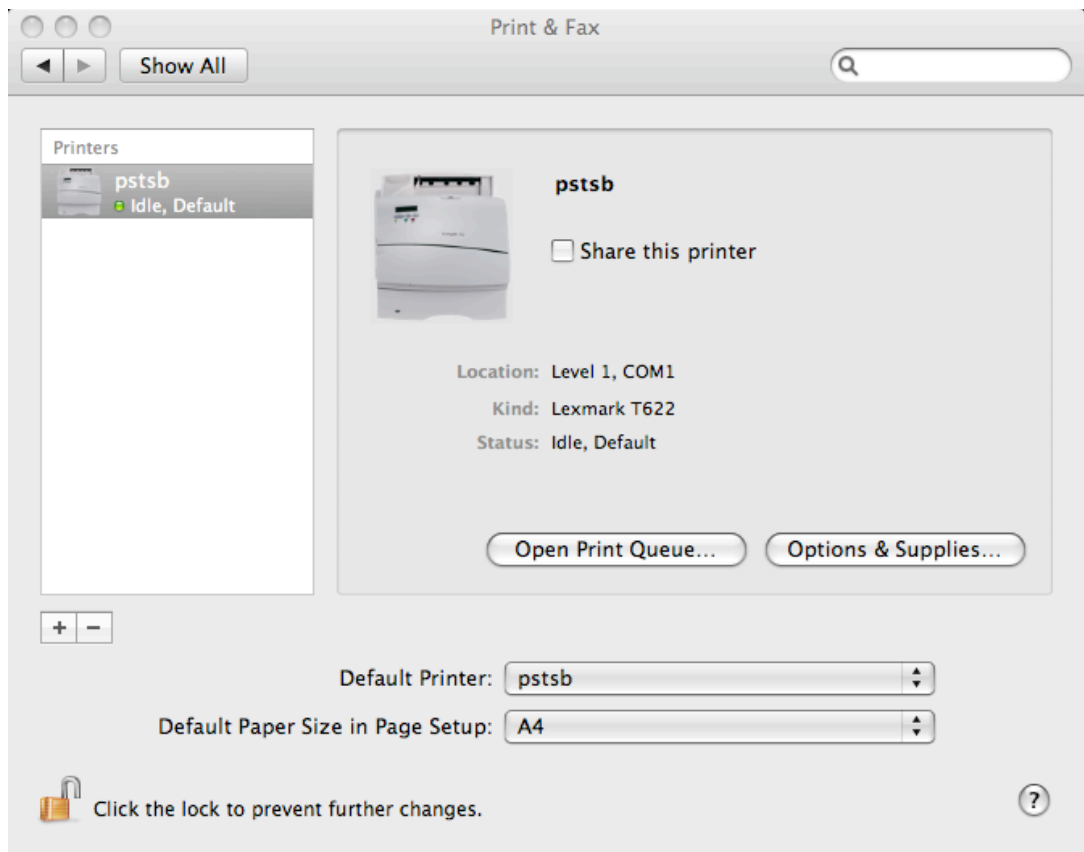 Print & Fax
Show All
Printers
pstsb
Idle, Default
pstsb
Share this printer
Location: Level 1, COM1
Kind: Lexmark T622
Status: Idle, Default
Open Print Queue... Options & Supplies...
+ −
Default Printer: pstsb
Default Paper Size in Page Setup: A4
Click the lock to prevent further changes. ?